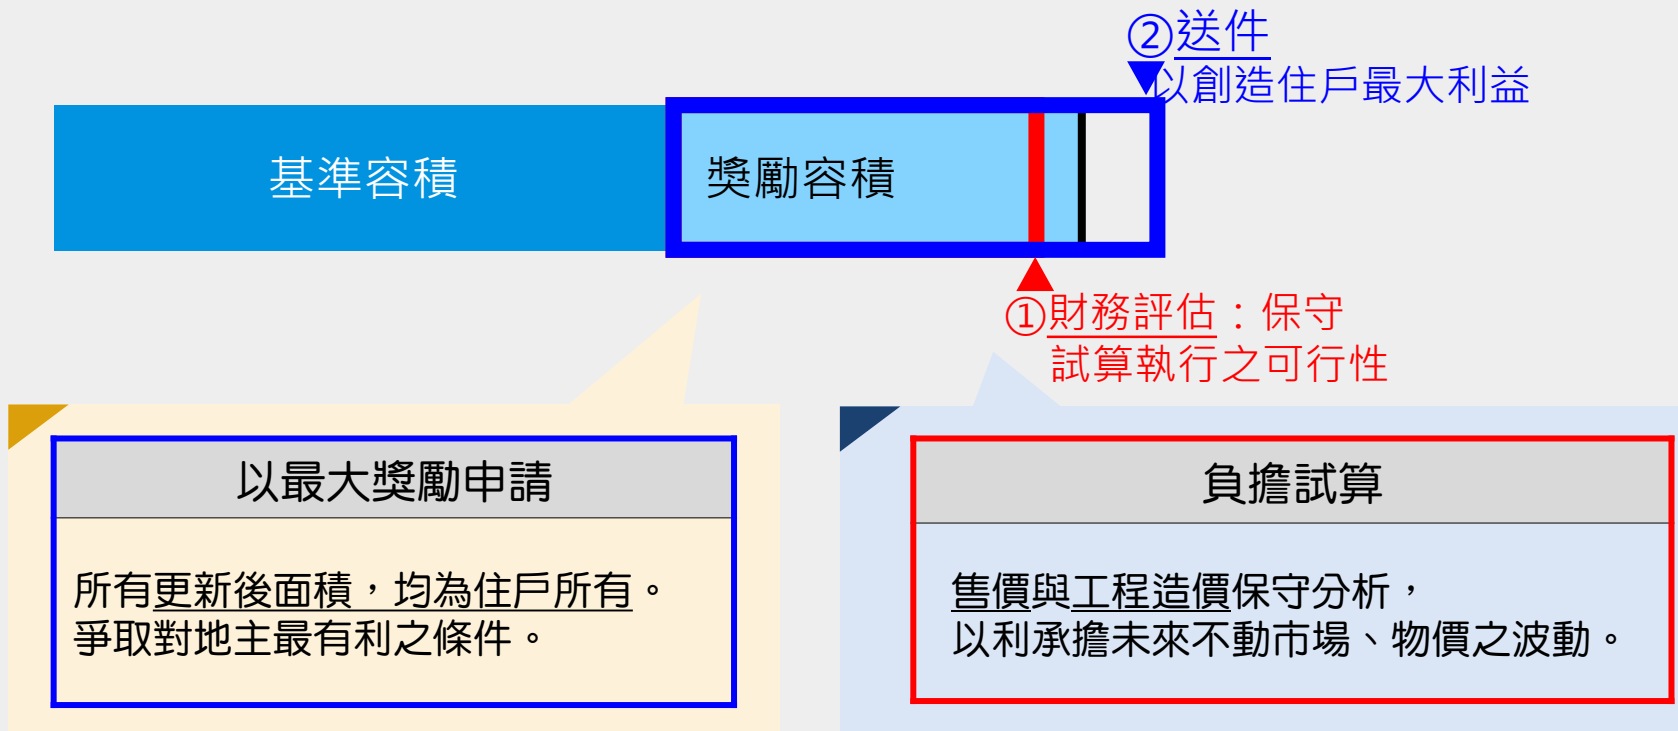 ②送件
以創造住戶最大利益
基準容積
獎勵容積
①財務評估：保守
試算執行之可行性
以最大獎勵申請
所有更新後面積，均為住戶所有。
爭取對地主最有利之條件。
負擔試算
售價與工程造價保守分析，
以利承擔未來不動市場、物價之波動。